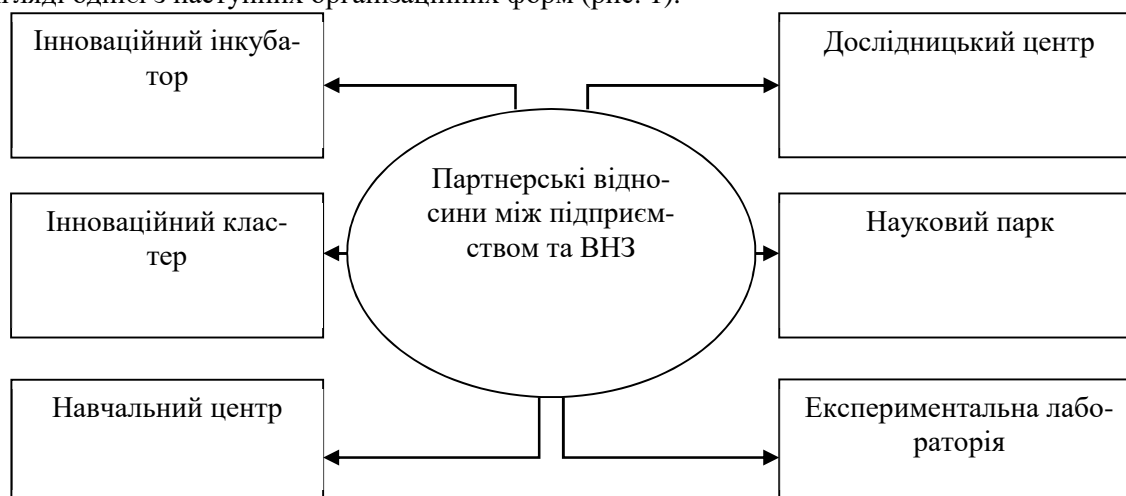 гляді однієї з наступних організаційних форм (рис. 1).
Інноваційний інкуба-
тор
Дослідницький центр
Партнерські відно-
сини між підприєм-
ством та ВНЗ
Інноваційний клас-
тер
Науковий парк
Навчальний центр
Експериментальна лабо-
раторія